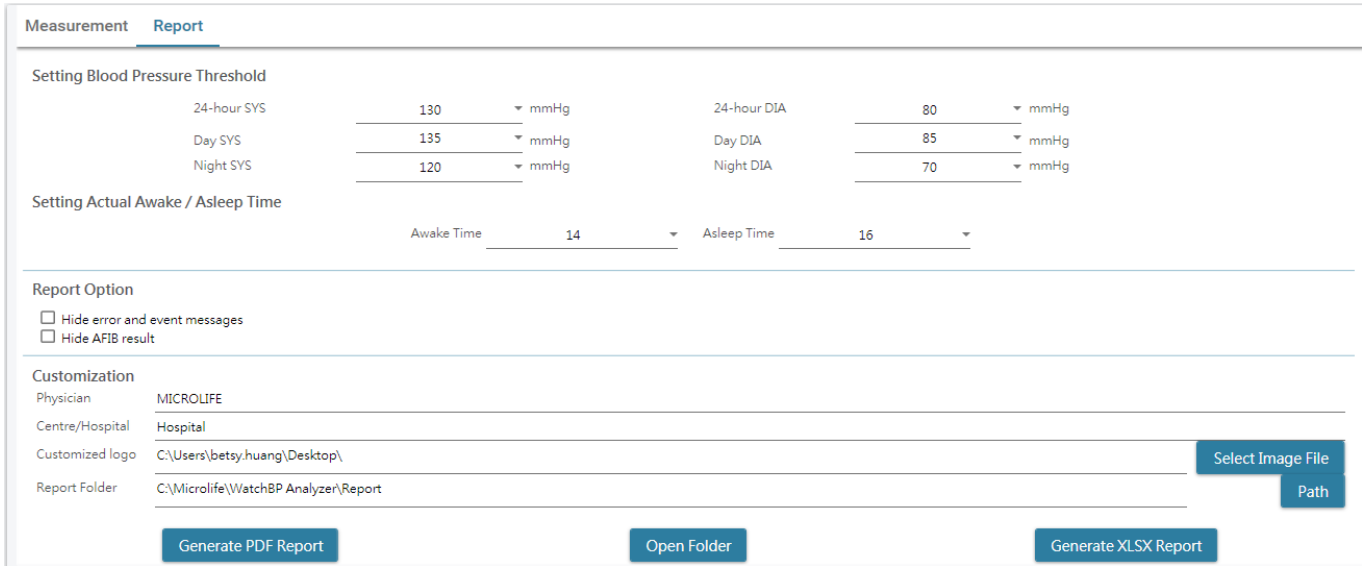 Measurement Report
Setting Blood Pressure Threshold
24-hour SYS 130 mmHg 24-hour DIA 80 mmHg
Day SYS 135 mmHg Day DIA 85 mmHg
Night SYS 120 mmHg Night DIA 70 mmHg
Setting Actual Awake / Asleep Time
Awake Time 14 Asleep Time 16
Report Option
Hide error and event messages
Hide AFIB result
Customization
Physician MICROLIFE
Centre/Hospital Hospital
Customized logo C:\Users\betsy.huang\Desktop\ Select Image File
Report Folder C:\Microlife\WatchBP Analyzer\Report Path
Generate PDF Report Open Folder Generate XLSX Report